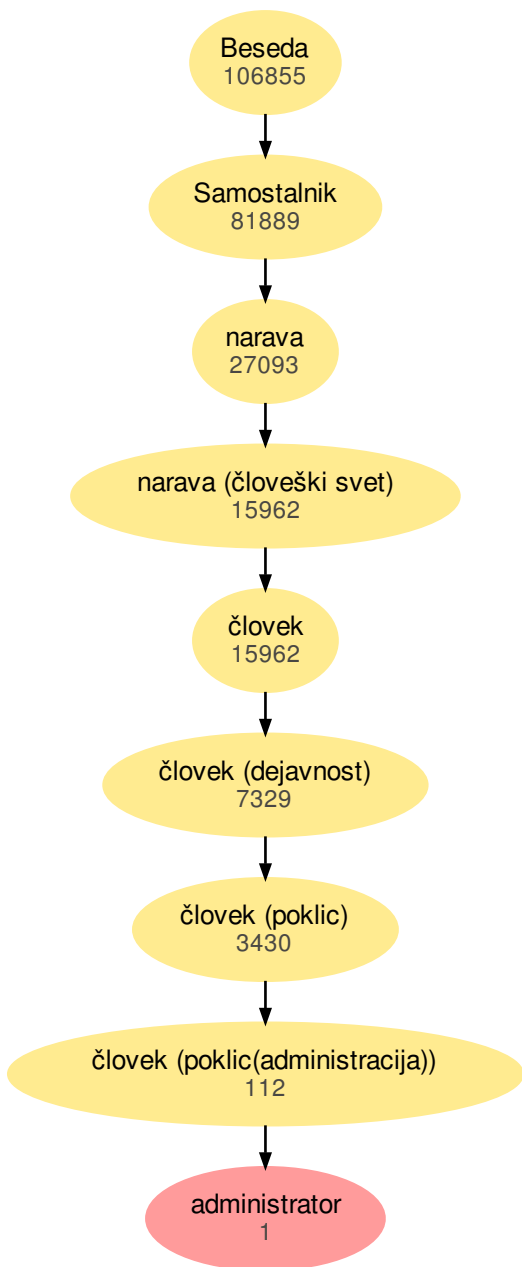 Beseda
106855
Samostalnik
81889
narava
27093
narava (človeški svet)
15962
človek
15962
človek (dejavnost)
7329
človek (poklic)
3430
človek (poklic(administracija))
112
administrator
1